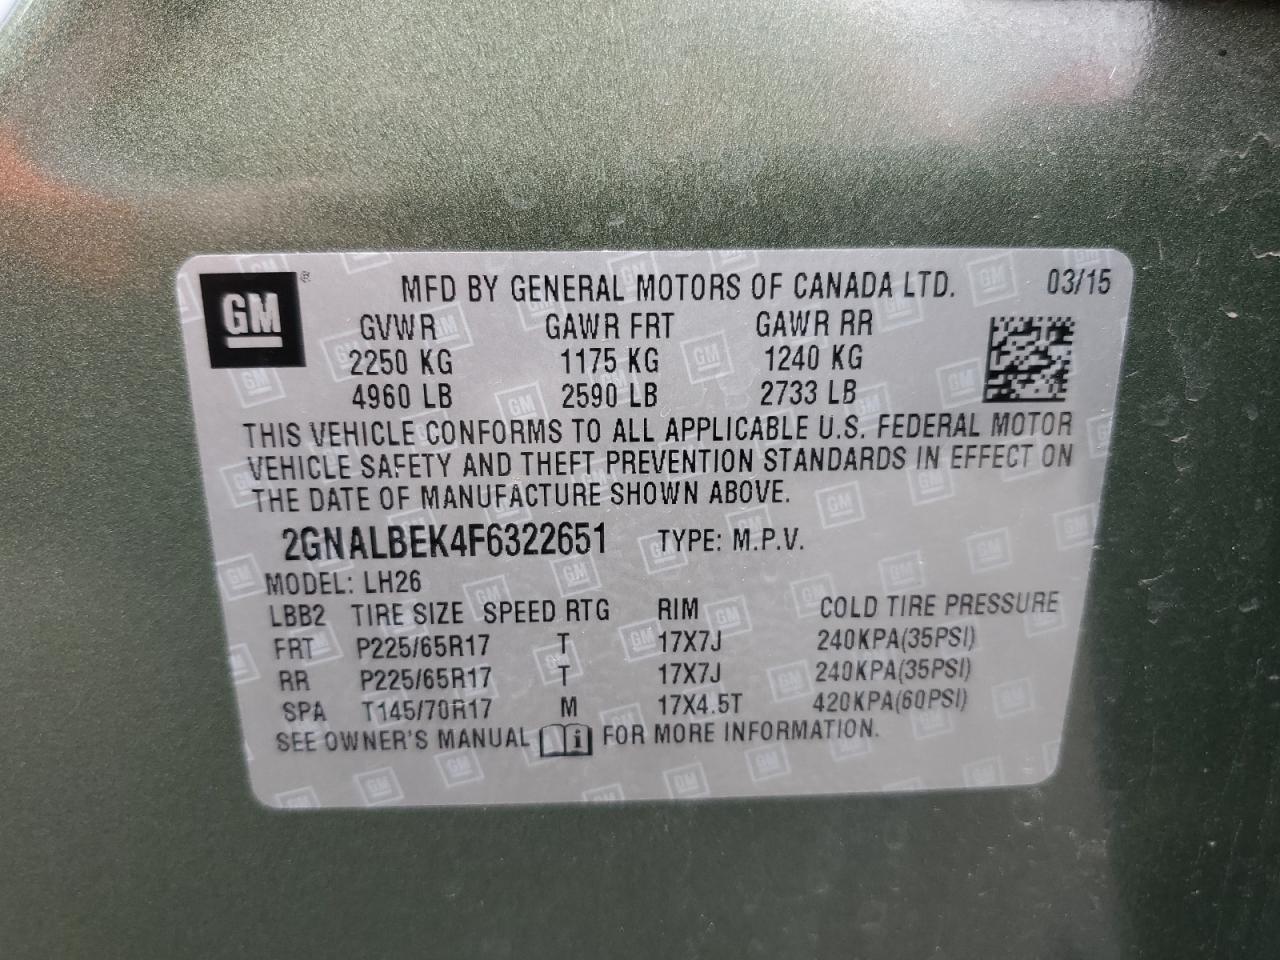 GM ®
MFD BY GENERAL MOTORS OF CANADA LTD. 03/15
GVWR GAWR FRT GAWR RR
2250 KG 1175 KG 1240 KG
4960 LB 2590 LB 2733 LB
THIS VEHICLE CONFORMS TO ALL APPLICABLE U.S. FEDERAL MOTOR
VEHICLE SAFETY AND THEFT PREVENTION STANDARDS IN EFFECT ON
THE DATE OF MANUFACTURE SHOWN ABOVE.
2GNALBEK4F6322651 TYPE: M.P.V.
MODEL: LH26
LBB2 TIRE SIZE SPEED RTG RIM COLD TIRE PRESSURE
FRT P225/65R17 T 17X7J 240KPA(35PSI)
RR P225/65R17 T 17X7J 240KPA(35PSI)
SPA T145/70R17 M 17X4.5T 420KPA(60PSI)
SEE OWNER'S MANUAL i FOR MORE INFORMATION.